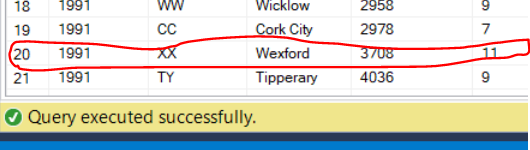 18 1991 WW Wicklow 2958 9
19 1991 CC Cork City 2978 7
20 1991 XX Wexford 3708 11
21 1991 TY Tipperary 4036 9
Query executed successfully.